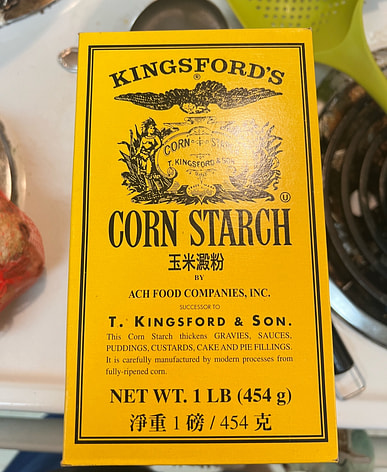 KINGSFORD'S
®
CORN STARCH
T. KINGSFORD & SON
CORN STARCH
玉米澱粉
BY
ACH FOOD COMPANIES, INC.
SUCCESSOR TO
T. KINGSFORD & SON.
This Corn Starch thickens GRAVIES, SAUCES,
PUDDINGS, CUSTARDS, CAKE AND PIE FILLINGS.
It is carefully manufactured by modern processes from
fully-ripened corn.
NET WT. 1 LB (454 g)
淨重 1 磅 / 454 克